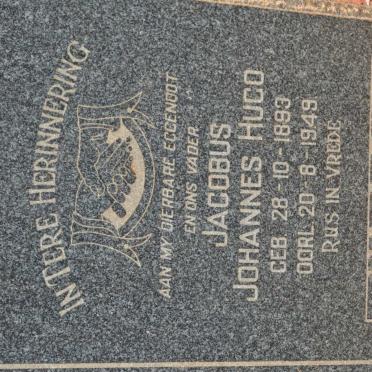 IN TERE HERINNERING
AAN MY DIERBARE EGGENOOT
EN ONS VADER
JACOBUS
JOHANNES HUGO
GEB 28-10-1893
OORL 20-8-1949
RUS IN VREDE